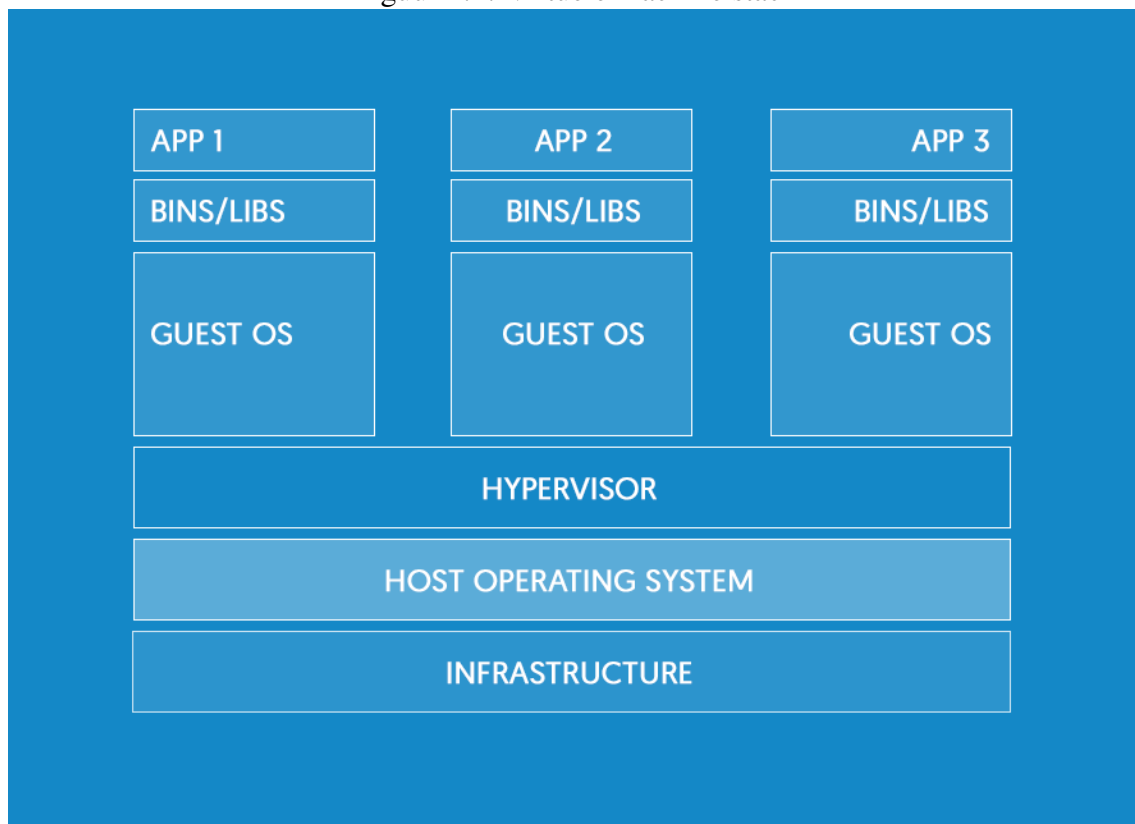 APP 1 APP 2 APP 3
BINS/LIBS BINS/LIBS BINS/LIBS
GUEST OS GUEST OS GUEST OS
HYPERVISOR
HOST OPERATING SYSTEM
INFRASTRUCTURE